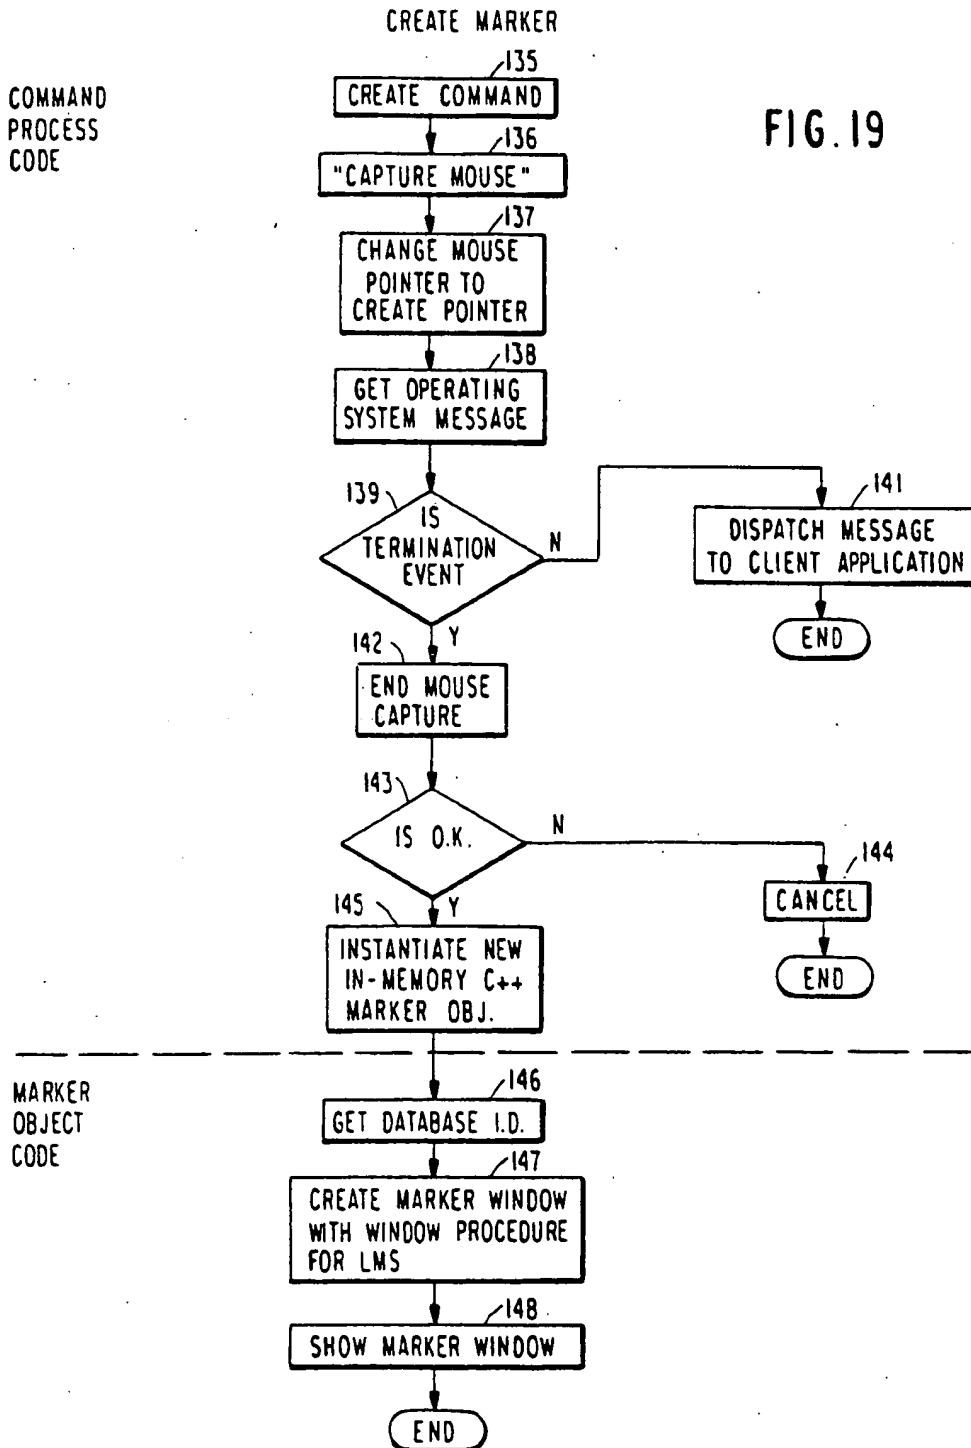 CREATE MARKER
COMMAND
PROCESS
CODE
FIG. 19
135
CREATE COMMAND
136
"CAPTURE MOUSE"
137
CHANGE MOUSE
POINTER TO
CREATE POINTER
138
GET OPERATING
SYSTEM MESSAGE
139
IS
TERMINATION
EVENT
N
141
DISPATCH MESSAGE
TO CLIENT APPLICATION
END
Y
142
END MOUSE
CAPTURE
143
IS O.K.
N
144
CANCEL
END
Y
145
INSTANTIATE NEW
IN-MEMORY C++
MARKER OBJ.
MARKER
OBJECT
CODE
146
GET DATABASE I.D.
147
CREATE MARKER WINDOW
WITH WINDOW PROCEDURE
FOR LMS
148
SHOW MARKER WINDOW
END